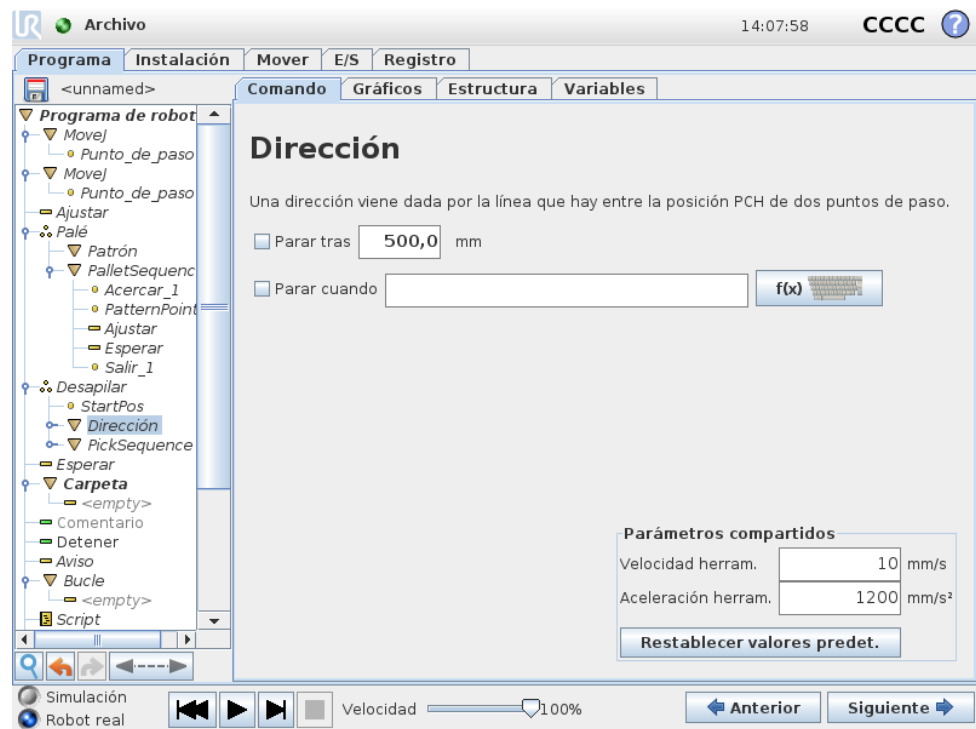 UR Archivo 14:07:58 CCCC ?
Programa Instalación Mover E/S Registro
<unnamed> Comando Gráficos Estructura Variables
Programa de robot
MoveJ
Punto_de_paso
MoveJ
Punto_de_paso
Ajustar
Palé
Patrón
PalletSequenc
Acercar_1
PatternPoint
Ajustar
Esperar
Salir_1
Desapilar
StartPos
Dirección
PickSequence
Esperar
Carpeta
<empty>
Comentario
Detener
Aviso
Bucle
<empty>
Script
Dirección
Una dirección viene dada por la línea que hay entre la posición PCH de dos puntos de paso.
Parar tras 500,0 mm
Parar cuando f(x)
Parámetros compartidos
Velocidad herram. 10 mm/s
Aceleración herram. 1200 mm/s²
Restablecer valores predet.
Simulación
Robot real
Velocidad 100%
Anterior Siguiente